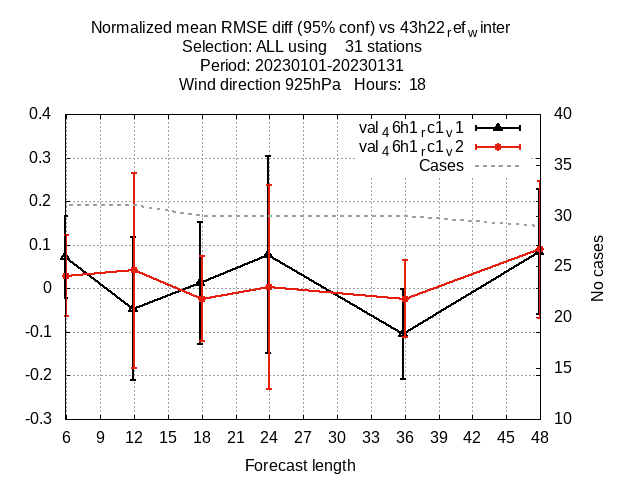 Normalized mean RMSE diff (95% conf) vs 43h22refwinter
Selection: ALL using 31 stations
Period: 20230101-20230131
Wind direction 925hPa Hours: 18
val46h1rc1v1
val46h1rc1v2
Cases
0.4
0.3
0.2
0.1
0
-0.1
-0.2
-0.3
40
35
30
25
20
15
10
No cases
6 9 12 15 18 21 24 27 30 33 36 39 42 45 48
Forecast length